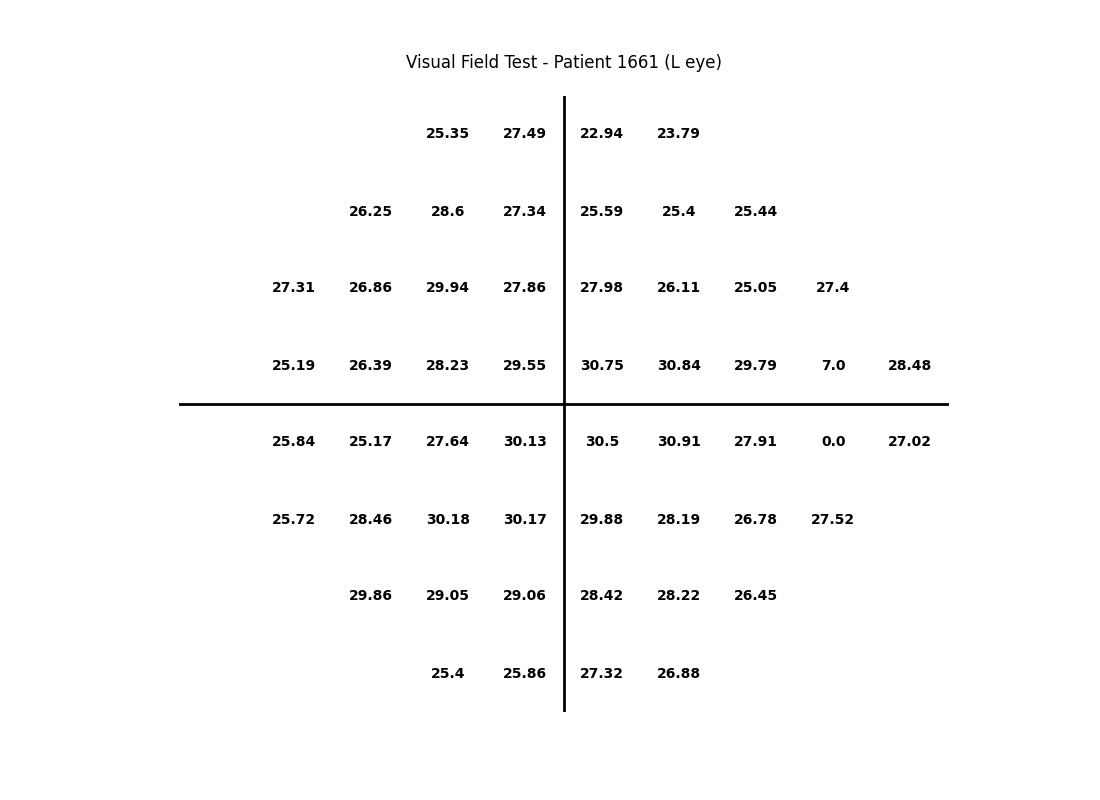 Visual Field Test - Patient 1661 (L eye)
25.35 27.49 22.94 23.79
26.25 28.6 27.34 25.59 25.4 25.44
27.31 26.86 29.94 27.86 27.98 26.11 25.05 27.4
25.19 26.39 28.23 29.55 30.75 30.84 29.79 7.0 28.48
25.84 25.17 27.64 30.13 30.5 30.91 27.91 0.0 27.02
25.72 28.46 30.18 30.17 29.88 28.19 26.78 27.52
29.86 29.05 29.06 28.42 28.22 26.45
25.4 25.86 27.32 26.88